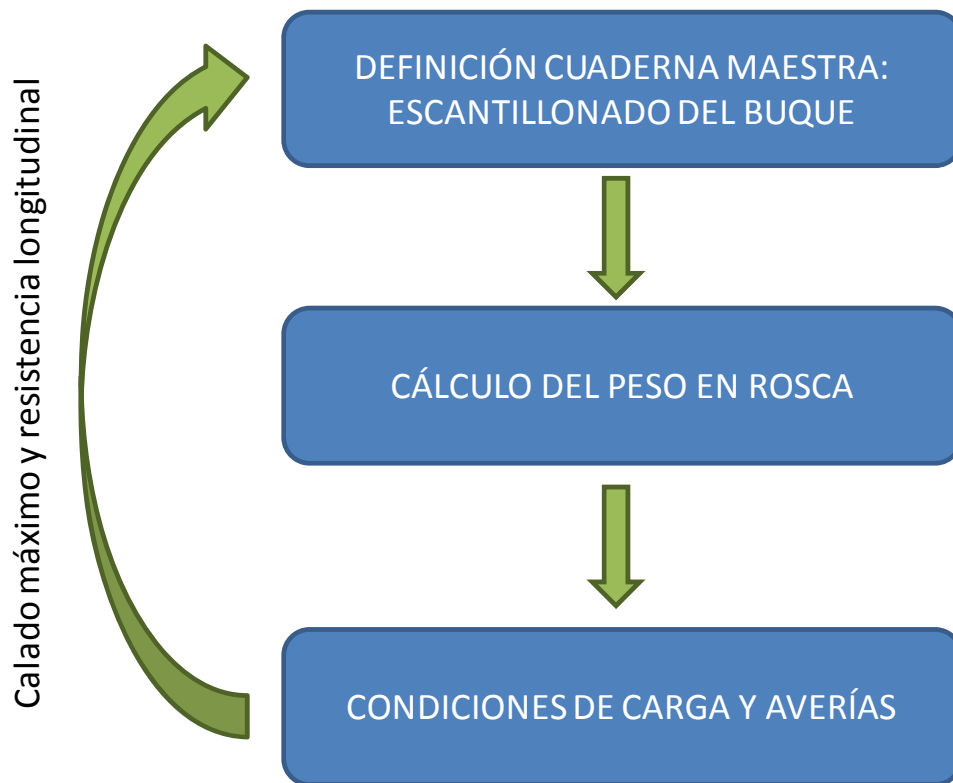 Calado máximo y resistencia longitudinal
DEFINICIÓN CUADERNA MAESTRA:
ESCANTILLONADO DEL BUQUE
CÁLCULO DEL PESO EN ROSCA
CONDICIONES DE CARGA Y AVERÍAS